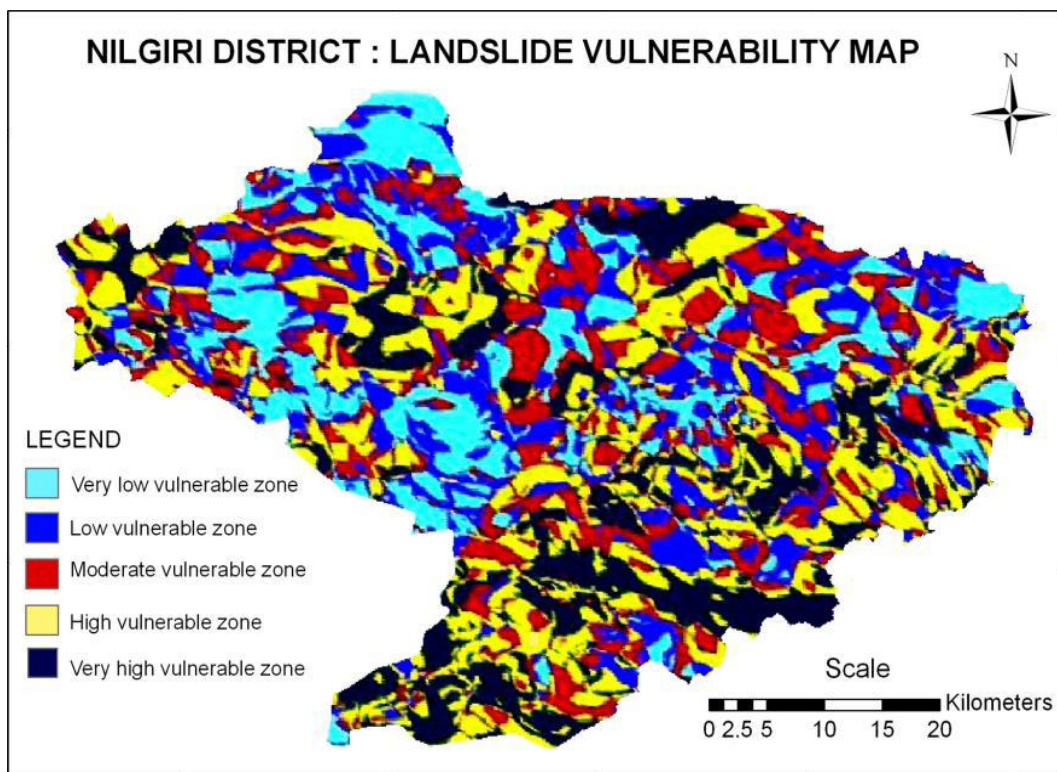 NILGIRI DISTRICT : LANDSLIDE VULNERABILITY MAP
N
LEGEND
Very low vulnerable zone
Low vulnerable zone
Moderate vulnerable zone
High vulnerable zone
Very high vulnerable zone
Scale
Kilometers
0 2.5 5 10 15 20